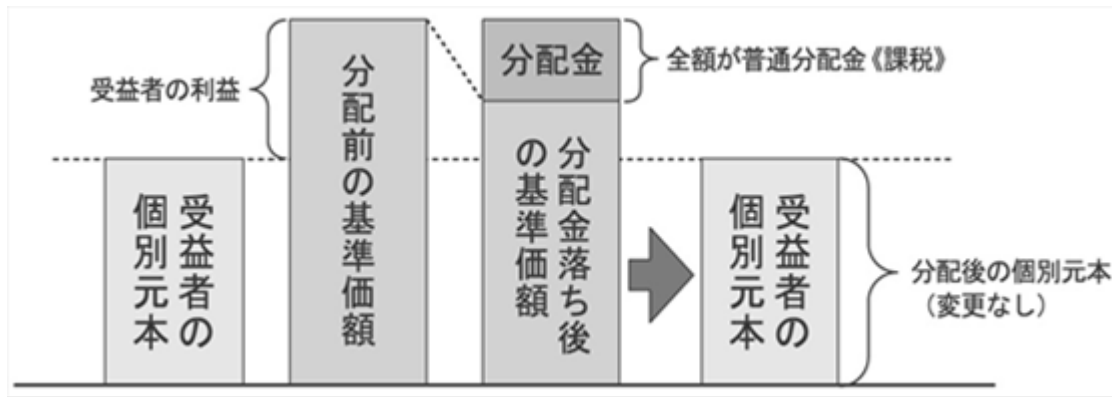 受益者の利益
受益者の
個別元本
分配前の基準価額
分配金
全額が普通分配金《課税》
分配金落ち後
の基準価額
受益者の
個別元本
分配後の個別元本
（変更なし）